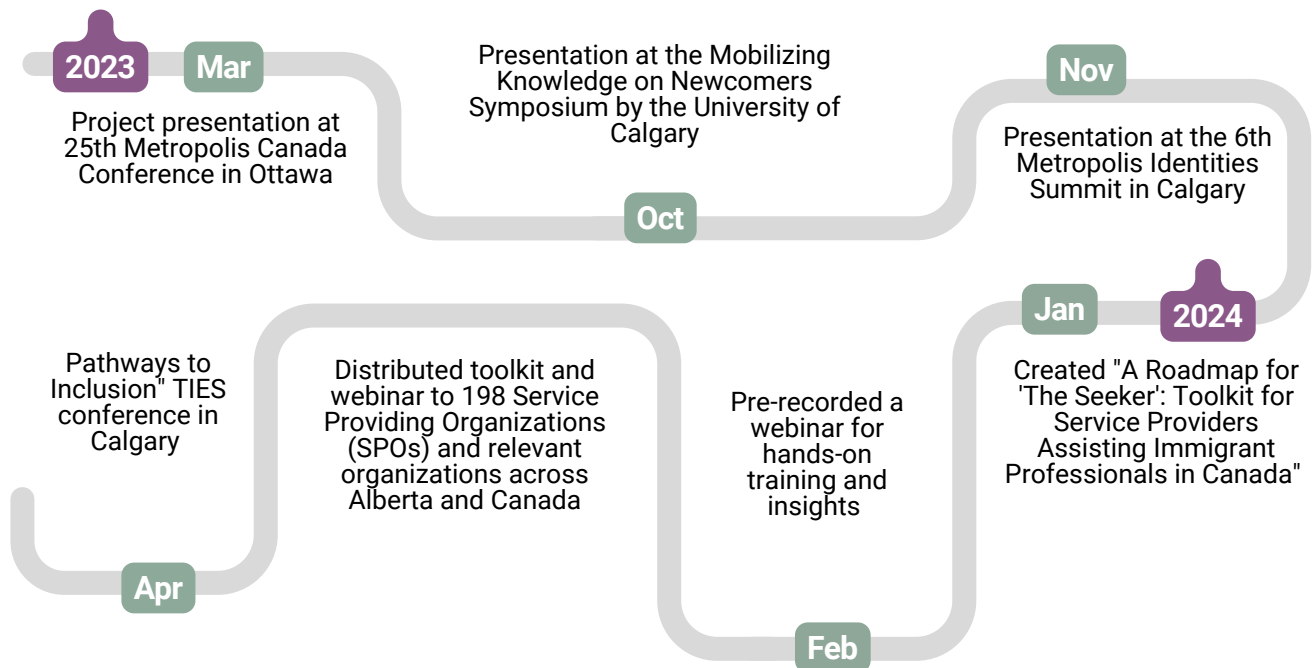 2023
Mar
Project presentation at
25th Metropolis Canada
Conference in Ottawa
Presentation at the Mobilizing
Knowledge on Newcomers
Symposium by the University of
Calgary
Oct
Nov
Presentation at the 6th
Metropolis Identities
Summit in Calgary
2024
Jan
Created "A Roadmap for
'The Seeker': Toolkit for
Service Providers
Assisting Immigrant
Professionals in Canada"
Pre-recorded a
webinar for
hands-on
training and
insights
Feb
Distributed toolkit and
webinar to 198 Service
Providing Organizations
(SPOs) and relevant
organizations across
Alberta and Canada
Pathways to
Inclusion" TIES
conference in
Calgary
Apr